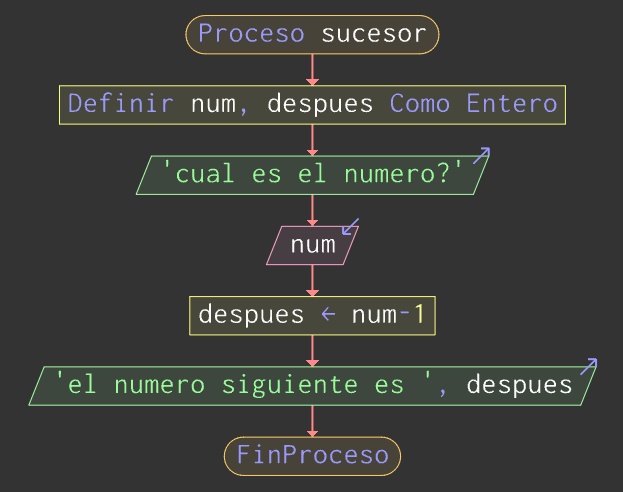 Proceso sucesor
Definir num, despues Como Entero
'cual es el numero?'
num
despues ← num-1
'el numero siguiente es ', despues
FinProceso